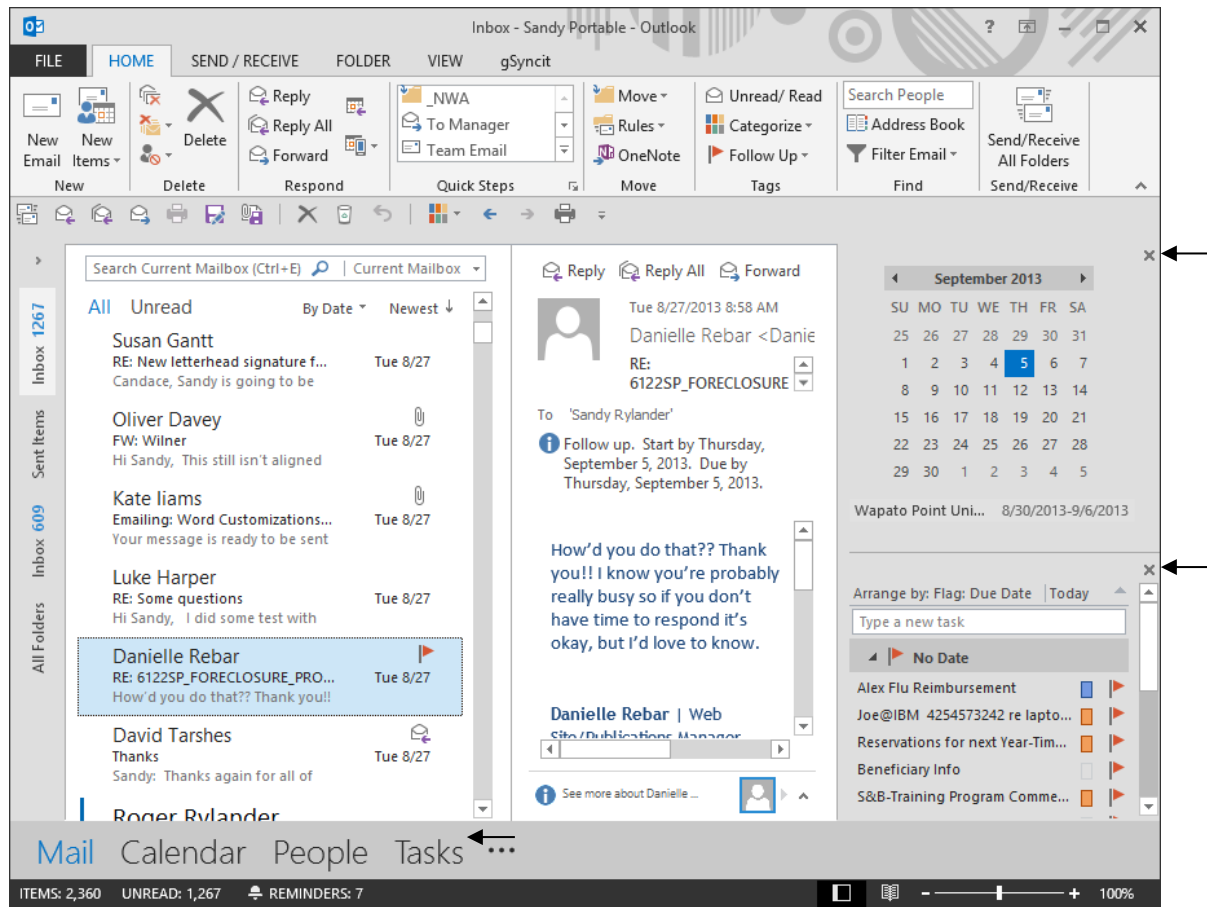 Inbox - Sandy Portable - Outlook
FILE HOME SEND / RECEIVE FOLDER VIEW gSyncit
New Email
New Items
Delete
Reply
Reply All
Forward
_NWA
To Manager
Team Email
Move
Rules
OneNote
Unread/ Read
Categorize
Follow Up
Search People
Address Book
Filter Email
Send/Receive
All Folders
New Delete Respond Quick Steps Move Tags Find Send/Receive
Inbox 1267
Sent Items
Inbox 609
All Folders
Search Current Mailbox (Ctrl+E) Current Mailbox
All Unread By Date Newest
Susan Gantt
RE: New letterhead signature f... Tue 8/27
Candace, Sandy is going to be
Oliver Davey
FW: Wilner Tue 8/27
Hi Sandy, This still isn't aligned
Kate Iiams
Emailing: Word Customizations... Tue 8/27
Your message is ready to be sent
Luke Harper
RE: Some questions Tue 8/27
Hi Sandy, I did some test with
Danielle Rebar
RE: 6122SP_FORECLOSURE_PRO... Tue 8/27
How'd you do that?? Thank you!!
David Tarshes
Thanks Tue 8/27
Sandy: Thanks again for all of
Roger Rylander
Reply Reply All Forward
Tue 8/27/2013 8:58 AM
Danielle Rebar <Danie
RE:
6122SP_FORECLOSURE
To 'Sandy Rylander'
Follow up. Start by Thursday,
September 5, 2013. Due by
Thursday, September 5, 2013.
How'd you do that?? Thank
you!! I know you're probably
really busy so if you don't
have time to respond it's
okay, but I'd love to know.
Danielle Rebar | Web
Site/Publications Manager
See more about Danielle ...
September 2013
SU MO TU WE TH FR SA
25 26 27 28 29 30 31
1 2 3 4 5 6 7
8 9 10 11 12 13 14
15 16 17 18 19 20 21
22 23 24 25 26 27 28
29 30 1 2 3 4 5
Wapato Point Uni... 8/30/2013-9/6/2013
Arrange by: Flag: Due Date Today
Type a new task
No Date
Alex Flu Reimbursement
Joe@IBM 4254573242 re lapto...
Reservations for next Year-Tim...
Beneficiary Info
S&B-Training Program Comme...
Mail Calendar People Tasks ...
ITEMS: 2,360 UNREAD: 1,267 REMINDERS: 7 100%